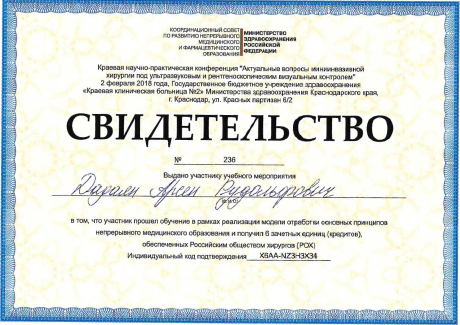 КООРДИНАЦИОННЫЙ СОВЕТ
ПО РАЗВИТИЮ НЕПРЕРЫВНОГО
МЕДИЦИНСКОГО
И ФАРМАЦЕВТИЧЕСКОГО
ОБРАЗОВАНИЯ
МИНИСТЕРСТВО
ЗДРАВООХРАНЕНИЯ
РОССИЙСКОЙ
ФЕДЕРАЦИИ
Краевая научно-практическая конференция "Актуальные вопросы миниинвазивной
хирургии под ультразвуковым и рентгеноскопическим визуальным контролем"
2 февраля 2018 года, Государственное бюджетное учреждение здравоохранения
«Краевая клиническая больница №2» Министерства здравоохранения Краснодарского края,
г. Краснодар, ул. Красных партизан 6/2
СВИДЕТЕЛЬСТВО
№ 236
Выдано участнику учебного мероприятия
Арсен Рудольфович
(Ф.И.О)
в том, что участник прошел обучение в рамках реализации модели отработки основных принципов
непрерывного медицинского образования и получил 6 зачетных единиц (кредитов),
обеспеченных Российским обществом хирургов (РОХ)
Индивидуальный код подтверждения X6AA-NZ3H3X34